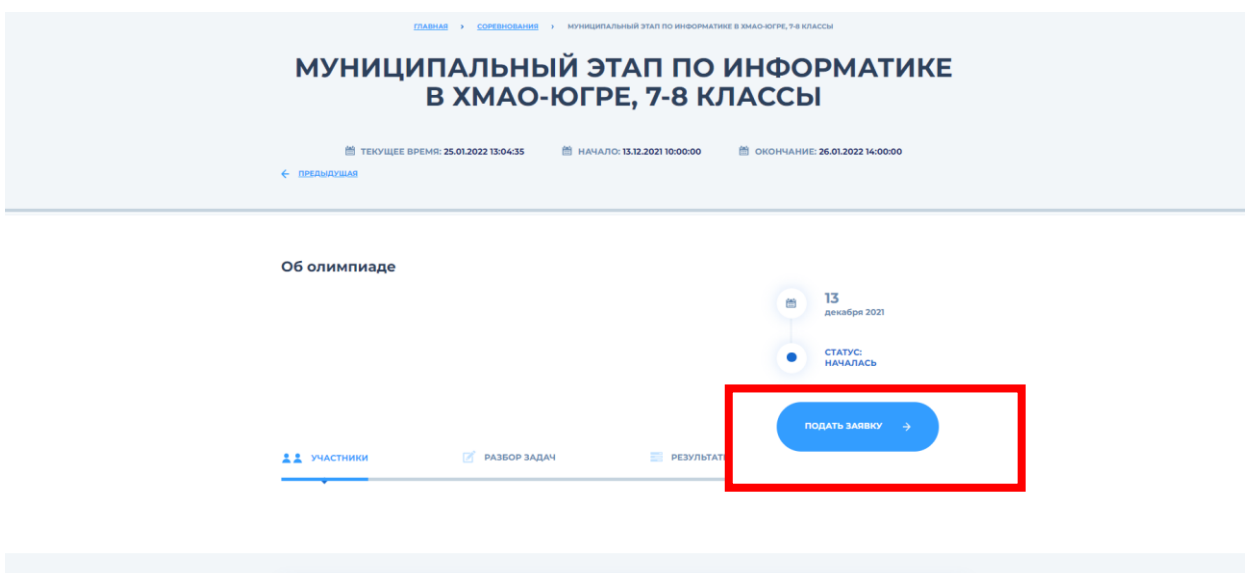 ГЛАВНАЯ › СОРЕВНОВАНИЯ › МУНИЦИПАЛЬНЫЙ ЭТАП ПО ИНФОРМАТИКЕ В ХМАО-ЮГРЕ, 7-8 КЛАССЫ
МУНИЦИПАЛЬНЫЙ ЭТАП ПО ИНФОРМАТИКЕ
В ХМАО-ЮГРЕ, 7-8 КЛАССЫ
ТЕКУЩЕЕ ВРЕМЯ: 25.01.2022 13:04:35 НАЧАЛО: 13.12.2021 10:00:00 ОКОНЧАНИЕ: 26.01.2022 14:00:00
← ПРЕДЫДУЩАЯ
Об олимпиаде
13
декабря 2021
СТАТУС:
НАЧАЛАСЬ
ПОДАТЬ ЗАЯВКУ →
УЧАСТНИКИ РАЗБОР ЗАДАЧ РЕЗУЛЬТАТ